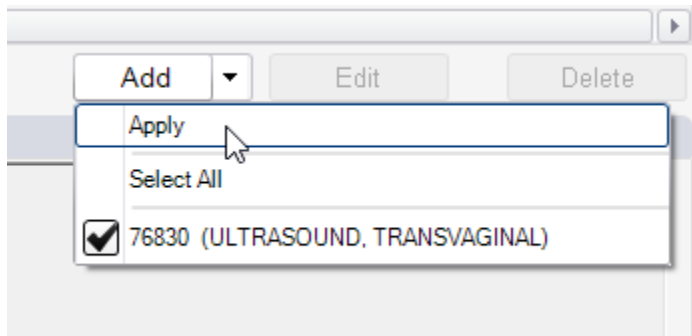 Add Edit Delete
Apply
Select All
76830 (ULTRASOUND, TRANSVAGINAL)